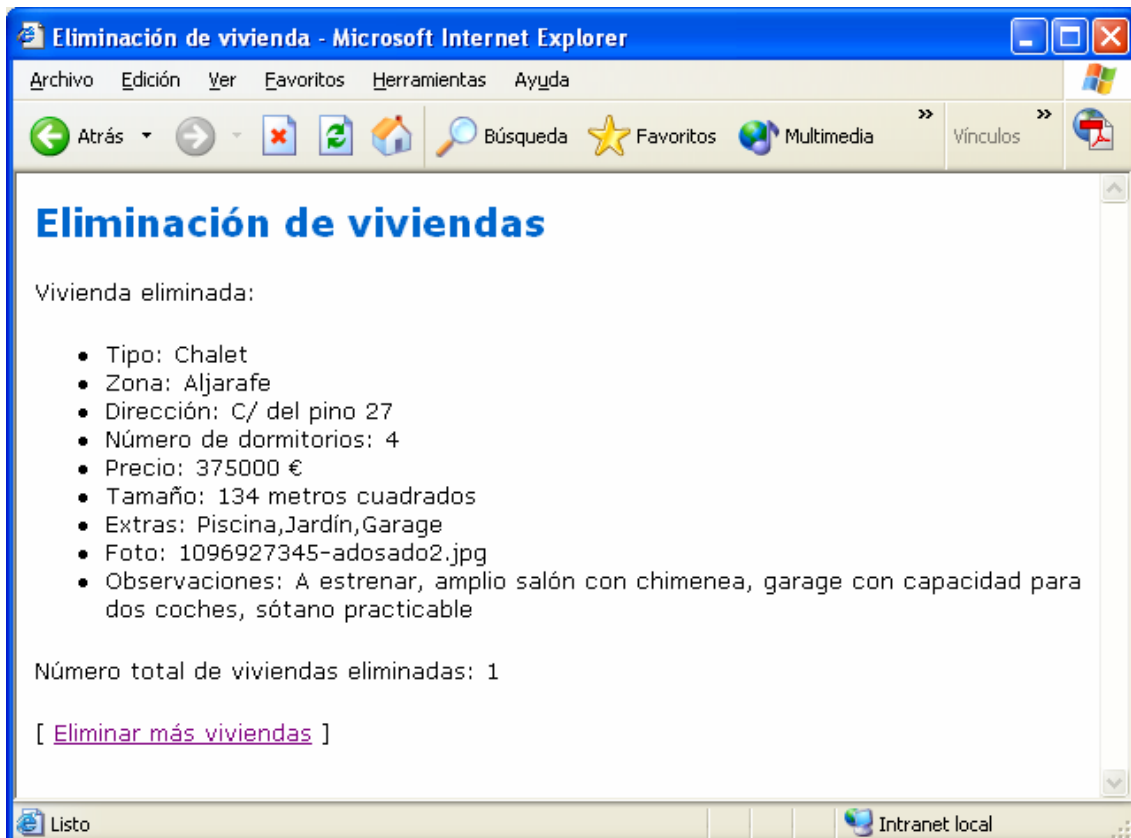 Eliminación de vivienda - Microsoft Internet Explorer
Archivo Edición Ver Favoritos Herramientas Ayuda
Atrás Búsqueda Favoritos Multimedia » Vínculos »
Eliminación de viviendas
Vivienda eliminada:
• Tipo: Chalet
• Zona: Aljarafe
• Dirección: C/ del pino 27
• Número de dormitorios: 4
• Precio: 375000 €
• Tamaño: 134 metros cuadrados
• Extras: Piscina,Jardín,Garage
• Foto: 1096927345-adosado2.jpg
• Observaciones: A estrenar, amplio salón con chimenea, garage con capacidad para
dos coches, sótano practicable
Número total de viviendas eliminadas: 1
[ Eliminar más viviendas ]
Listo Intranet local